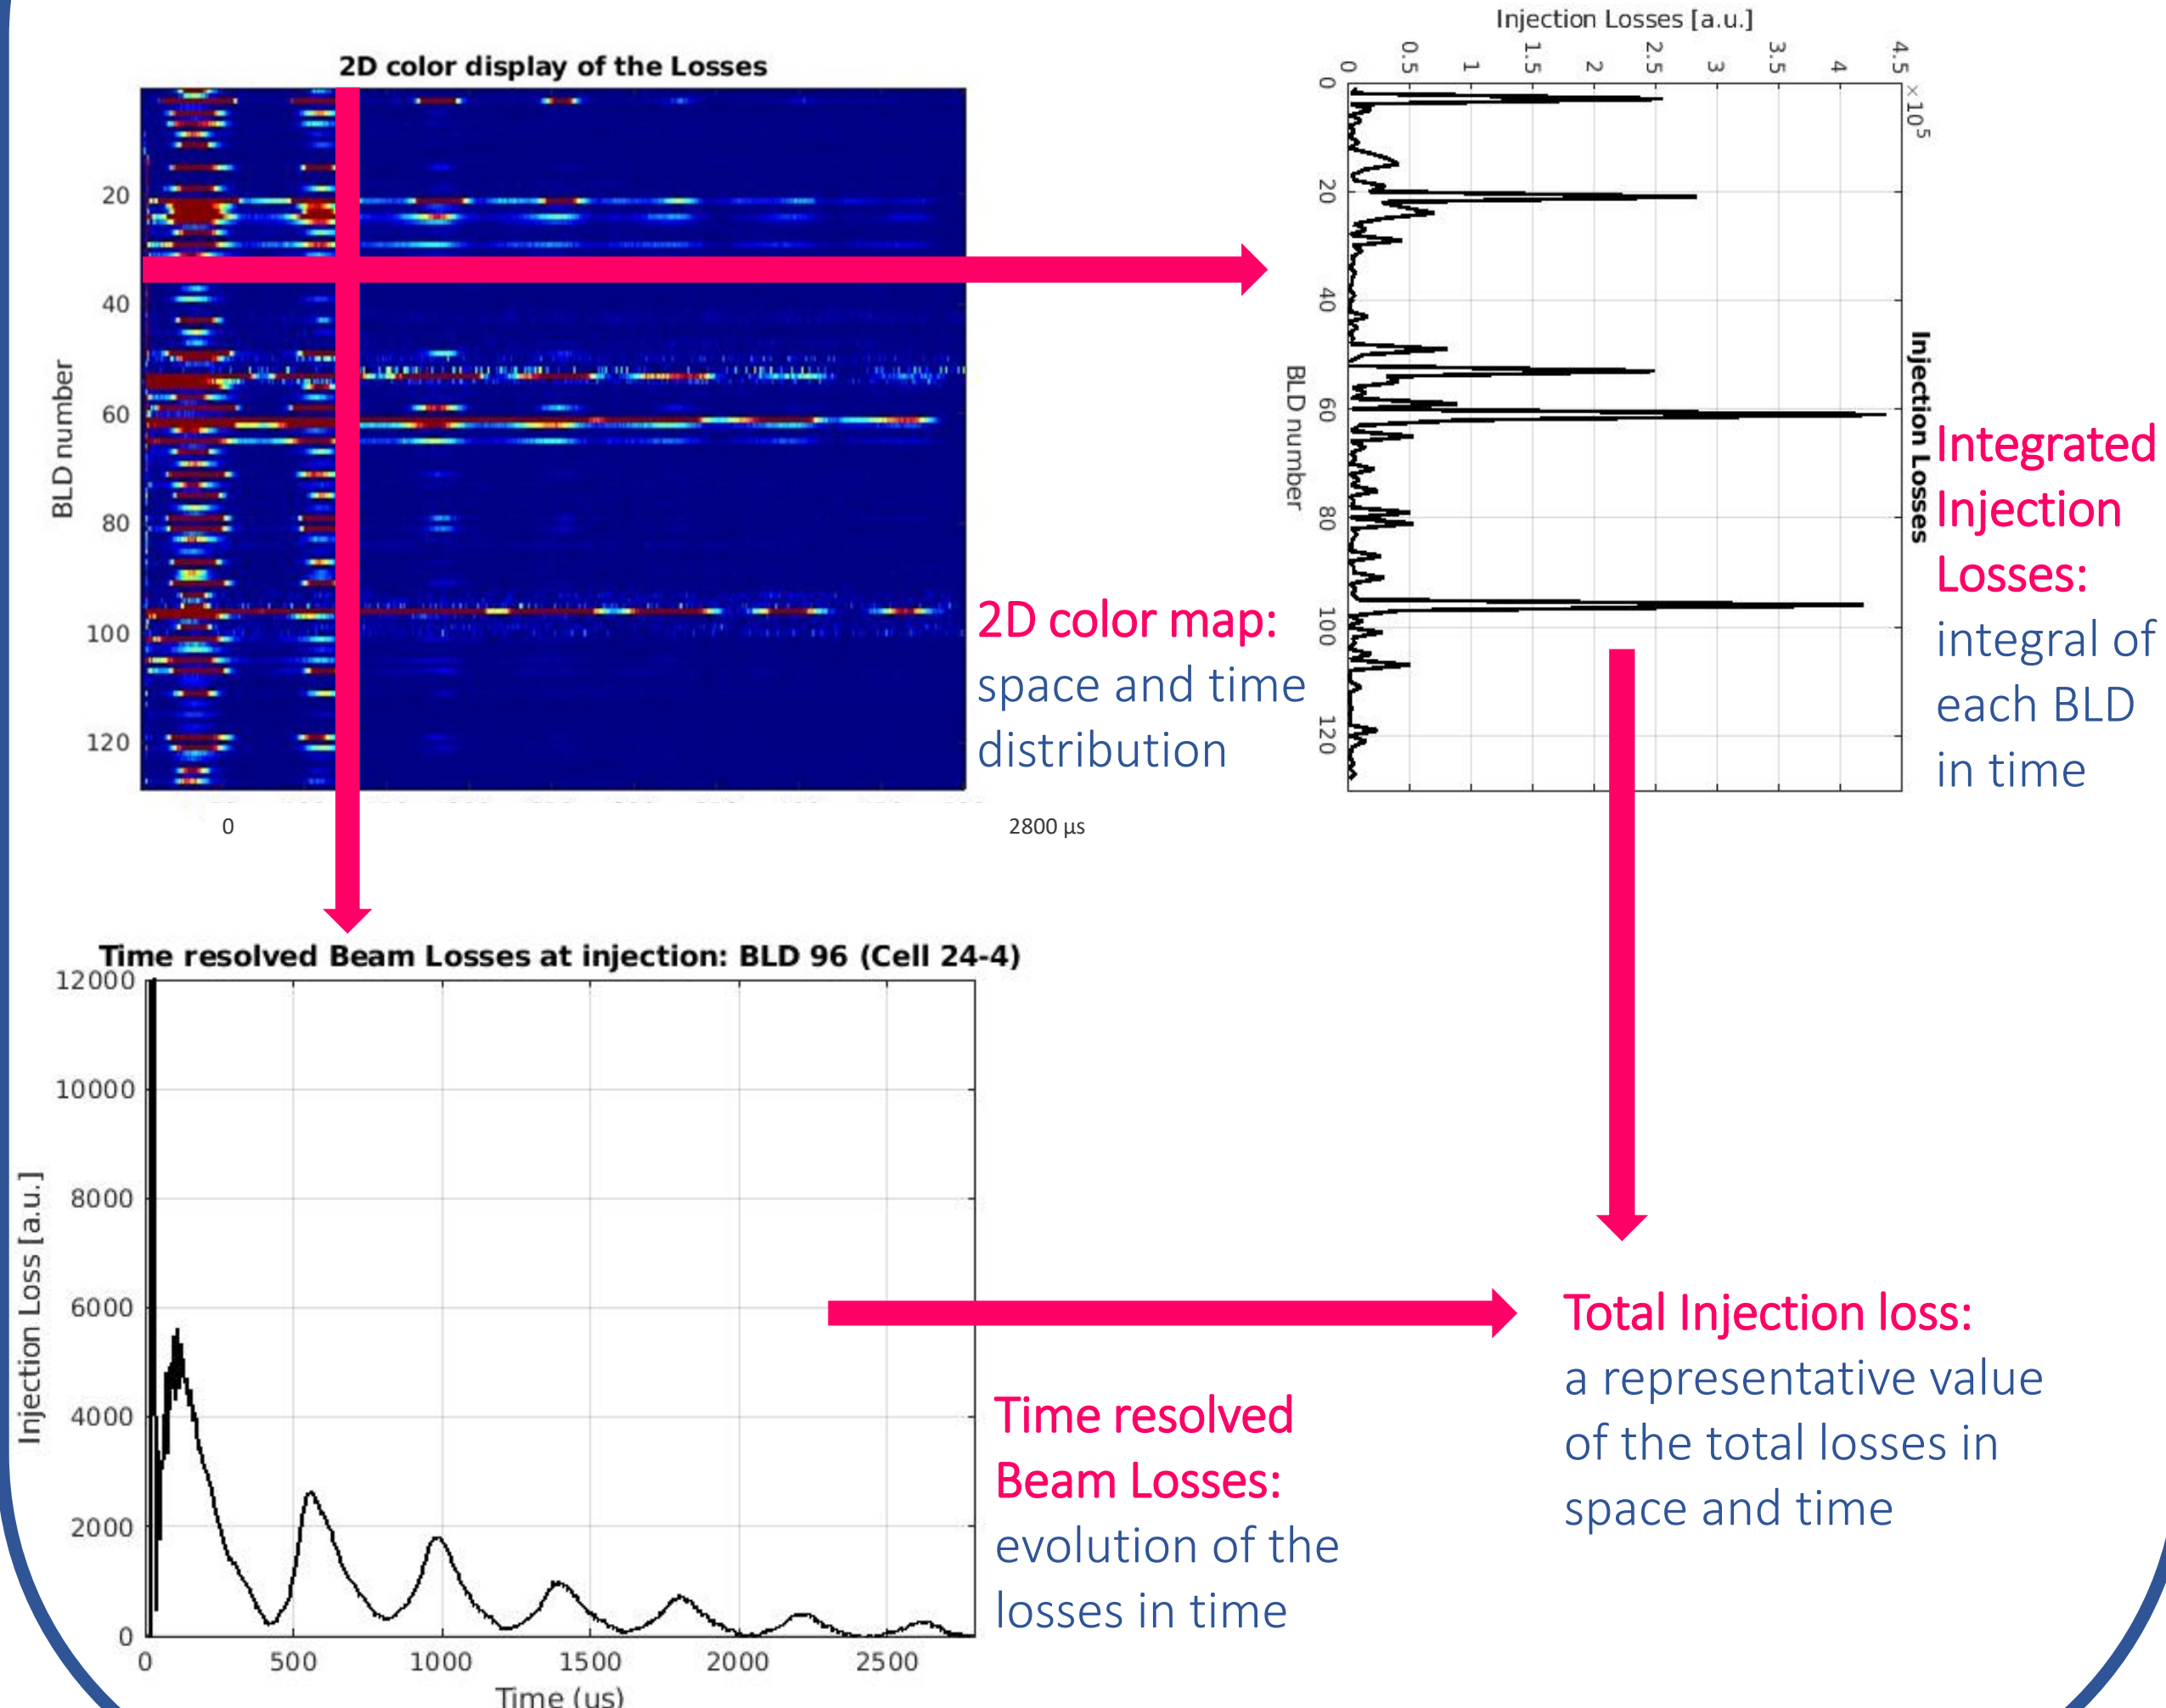 2D color display of the Losses
20
40
60
80
100
120
BLD number
0
2800 µs
2D color map:
space and time
distribution
Injection Losses [a.u.]
0
0.5
1
1.5
2
2.5
3
3.5
4
4.5
×10⁵
0
20
40
60
80
100
120
BLD number
Injection Losses
Integrated
Injection
Losses:
integral of
each BLD
in time
Time resolved Beam Losses at injection: BLD 96 (Cell 24-4)
12000
10000
8000
6000
4000
2000
0
Injection Loss [a.u.]
0
500
1000
1500
2000
2500
Time (us)
Time resolved
Beam Losses:
evolution of the
losses in time
Total Injection loss:
a representative value
of the total losses in
space and time